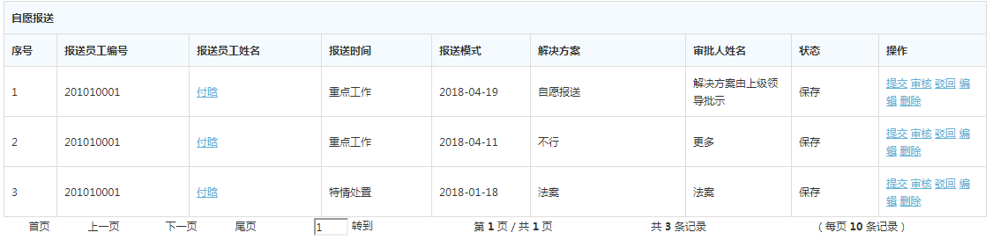 自愿报送
序号 报送员工编号 报送员工姓名 报送时间 报送模式 解决方案 审批人姓名 状态 操作
1 201010001 付晗 重点工作 2018-04-19 自愿报送 解决方案由上级领导批示 保存 提交 审核 驳回 编辑 删除
2 201010001 付晗 重点工作 2018-04-11 不行 更多 保存 提交 审核 驳回 编辑 删除
3 201010001 付晗 特情处置 2018-01-18 法案 法案 保存 提交 审核 驳回 编辑 删除
首页 上一页 下一页 尾页 1 转到 第 1 页 / 共 1 页 共 3 条记录 ( 每页 10 条记录 )